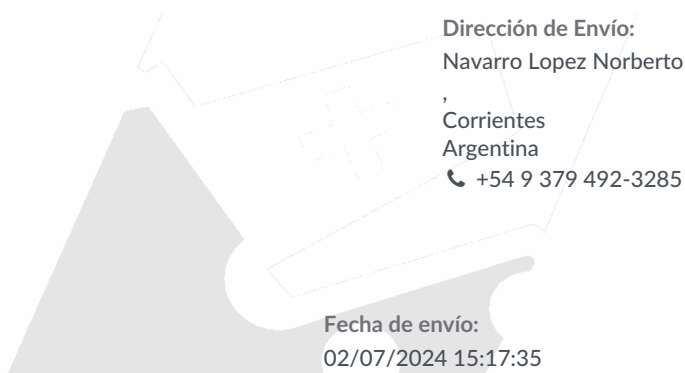 Dirección de Envío:
Navarro Lopez Norberto
,
Corrientes
Argentina
+54 9 379 492-3285
Fecha de envío:
02/07/2024 15:17:35